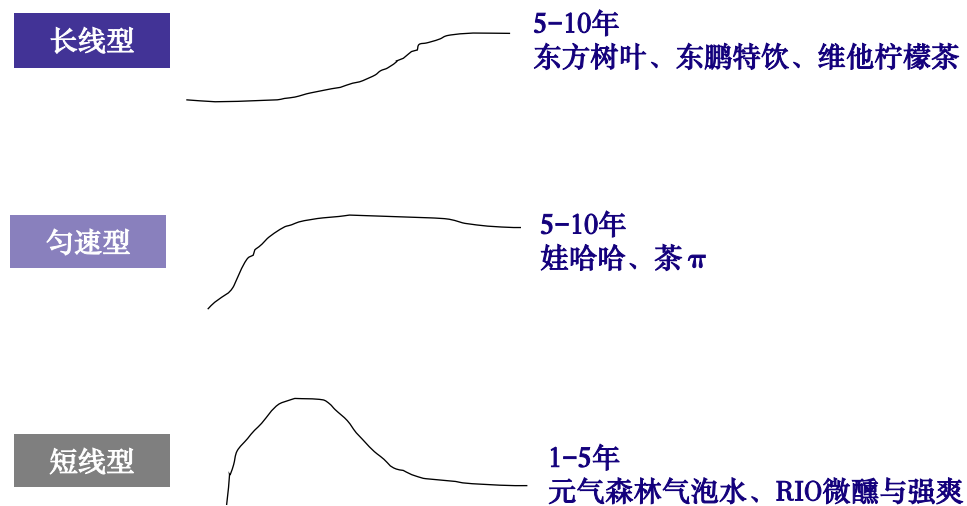 长线型
5-10年
东方树叶、东鹏特饮、维他柠檬茶
匀速型
5-10年
娃哈哈、茶π
短线型
1-5年
元气森林气泡水、RIO微醺与强爽